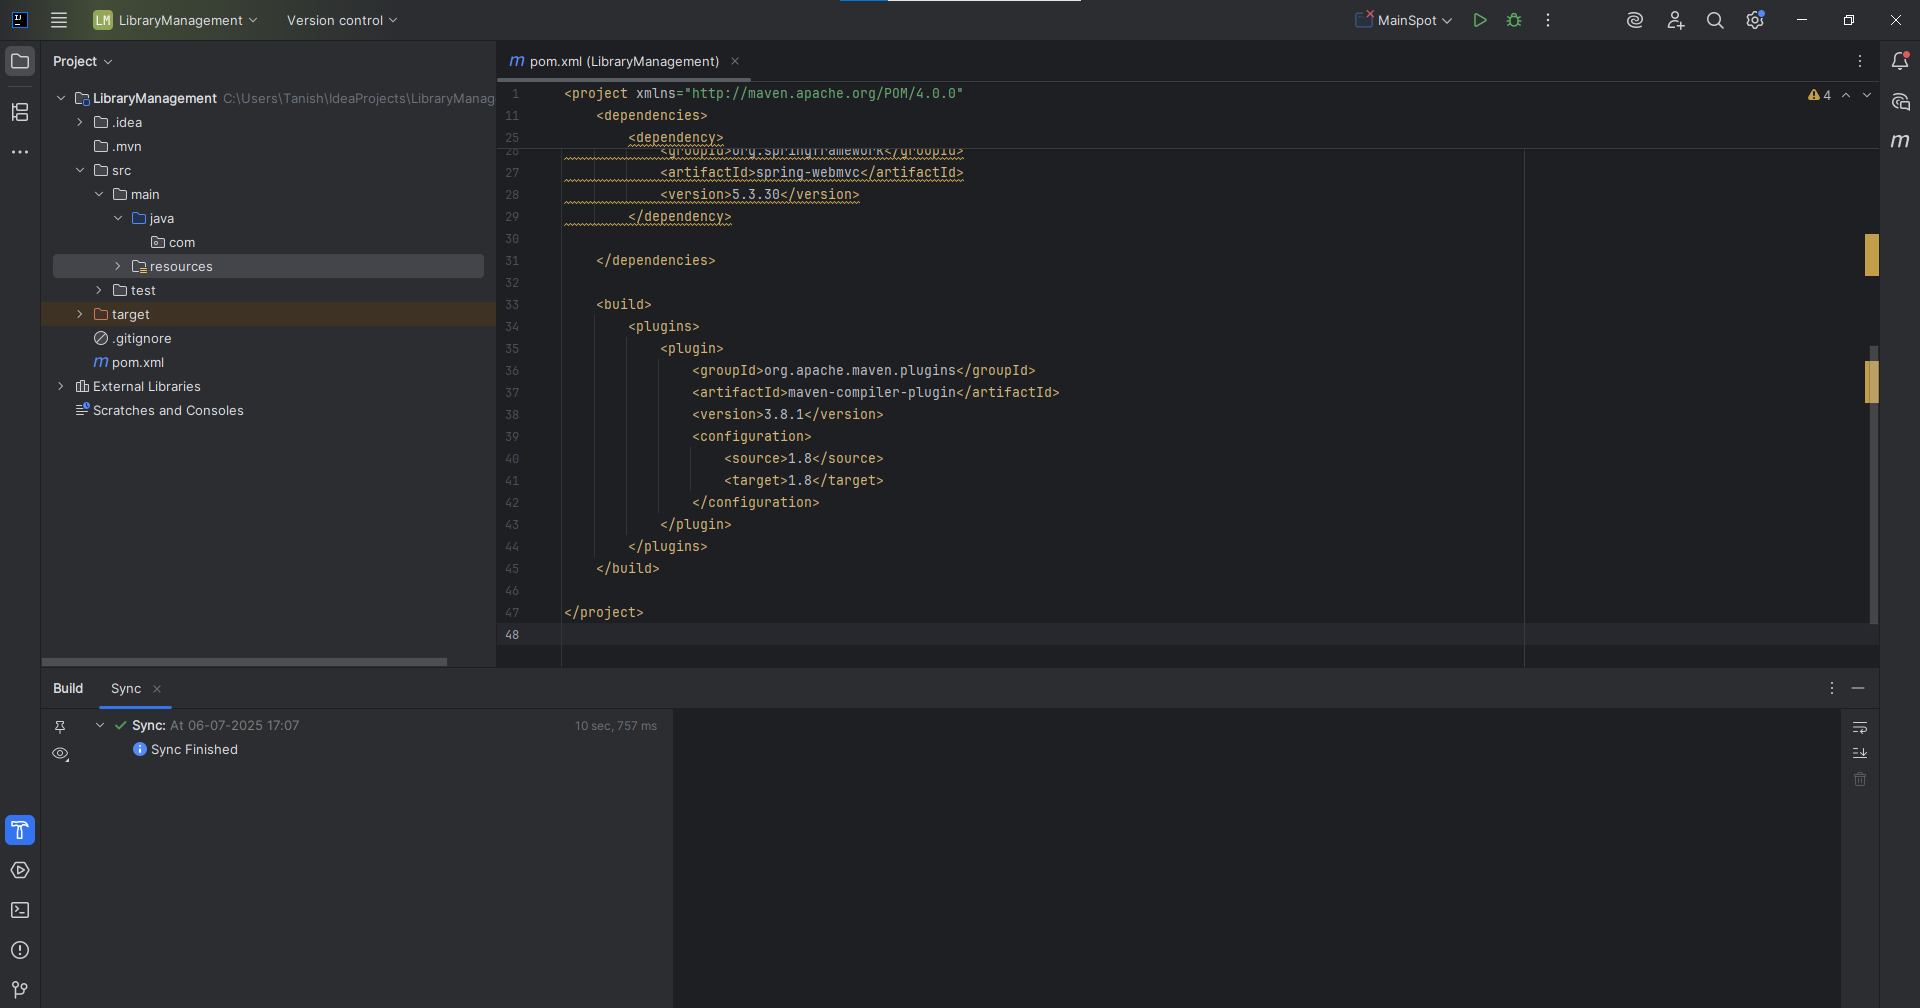 LM LibraryManagement Version control MainSpot
Project
LibraryManagement C:\Users\Tanish\IdeaProjects\LibraryManag
.idea
.mvn
src
main
java
com
resources
test
target
.gitignore
m pom.xml
External Libraries
Scratches and Consoles
m pom.xml (LibraryManagement)
4
1 <project xmlns="http://maven.apache.org/POM/4.0.0"
11 <dependencies>
25 <dependency>
26 <groupId>org.springframework</groupId>
27 <artifactId>spring-webmvc</artifactId>
28 <version>5.3.30</version>
29 </dependency>
30
31 </dependencies>
32
33 <build>
34 <plugins>
35 <plugin>
36 <groupId>org.apache.maven.plugins</groupId>
37 <artifactId>maven-compiler-plugin</artifactId>
38 <version>3.8.1</version>
39 <configuration>
40 <source>1.8</source>
41 <target>1.8</target>
42 </configuration>
43 </plugin>
44 </plugins>
45 </build>
46
47 </project>
48
m
Build Sync
Sync: At 06-07-2025 17:07 10 sec, 757 ms
Sync Finished